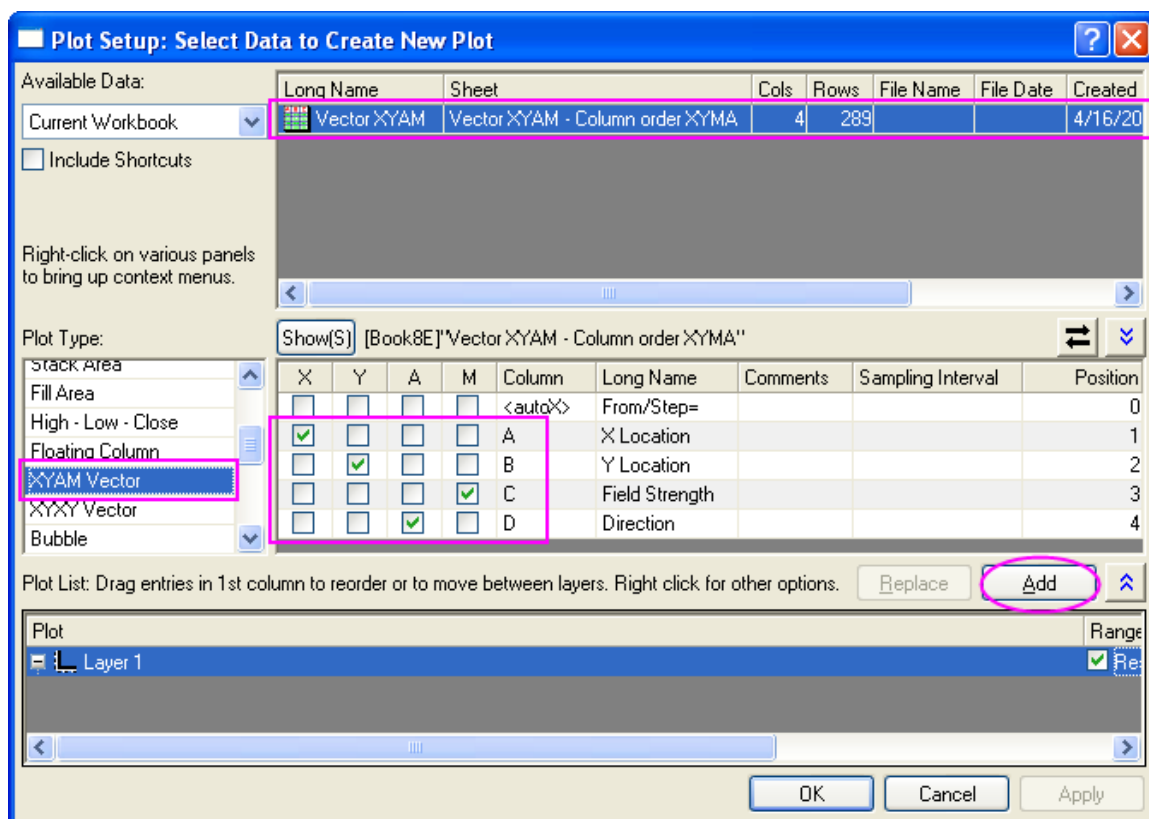 Plot Setup: Select Data to Create New Plot
Available Data:
Current Workbook
Include Shortcuts
Right-click on various panels
to bring up context menus.
Long Name Sheet Cols Rows File Name File Date Created
Vector XYAM Vector XYAM - Column order XYMA 4 289 4/16/20
Plot Type:
Stack Area
Fill Area
High - Low - Close
Floating Column
XYAM Vector
XYXY Vector
Bubble
Show(S) [Book8E]"Vector XYAM - Column order XYMA"
X Y A M Column Long Name Comments Sampling Interval Position
<autoX> From/Step= 0
A X Location 1
B Y Location 2
C Field Strength 3
D Direction 4
Plot List: Drag entries in 1st column to reorder or to move between layers. Right click for other options.
Replace
Add
Plot Range
Layer 1 Re
OK Cancel Apply